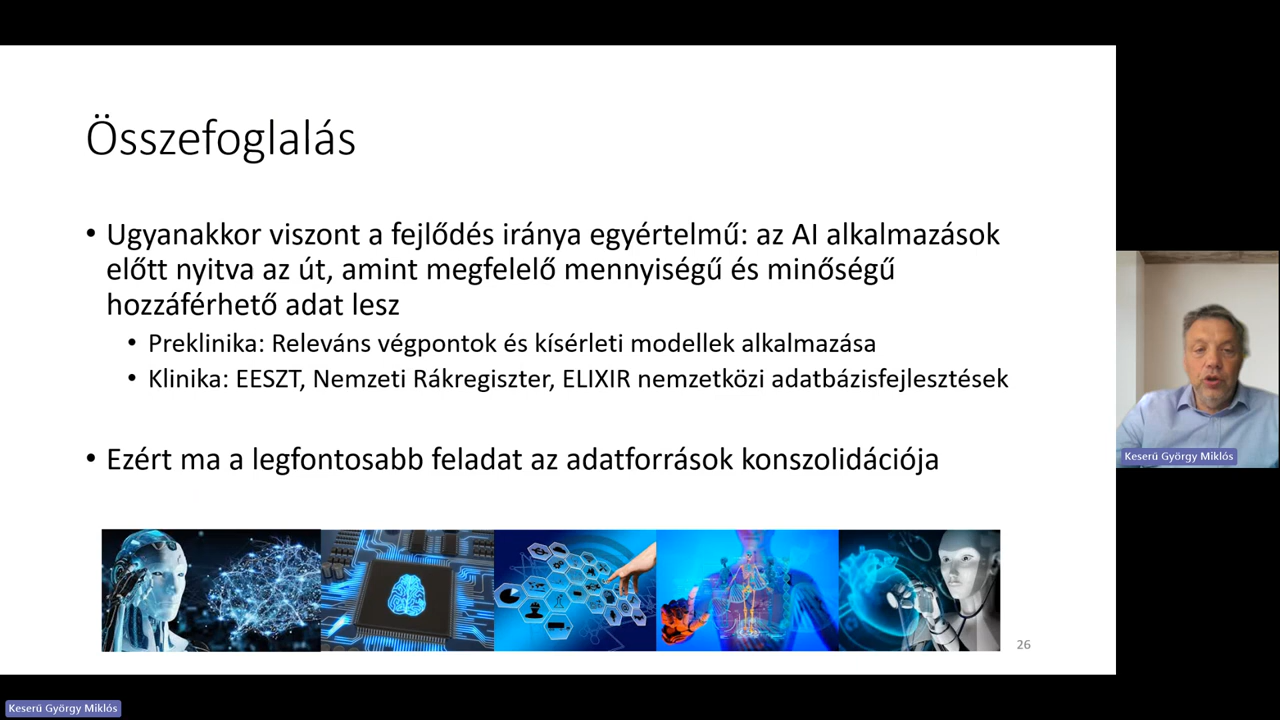 Összefoglalás
• Ugyanakkor viszont a fejlődés iránya egyértelmű: az AI alkalmazások
előtt nyitva az út, amint megfelelő mennyiségű és minőségű
hozzáférhető adat lesz
• Preklinika: Releváns végpontok és kísérleti modellek alkalmazása
• Klinika: EESZT, Nemzeti Rákregiszter, ELIXIR nemzetközi adatbázisfejlesztések
• Ezért ma a legfontosabb feladat az adatforrások konszolidációja
26
Keserű György Miklós
Keserű György Miklós